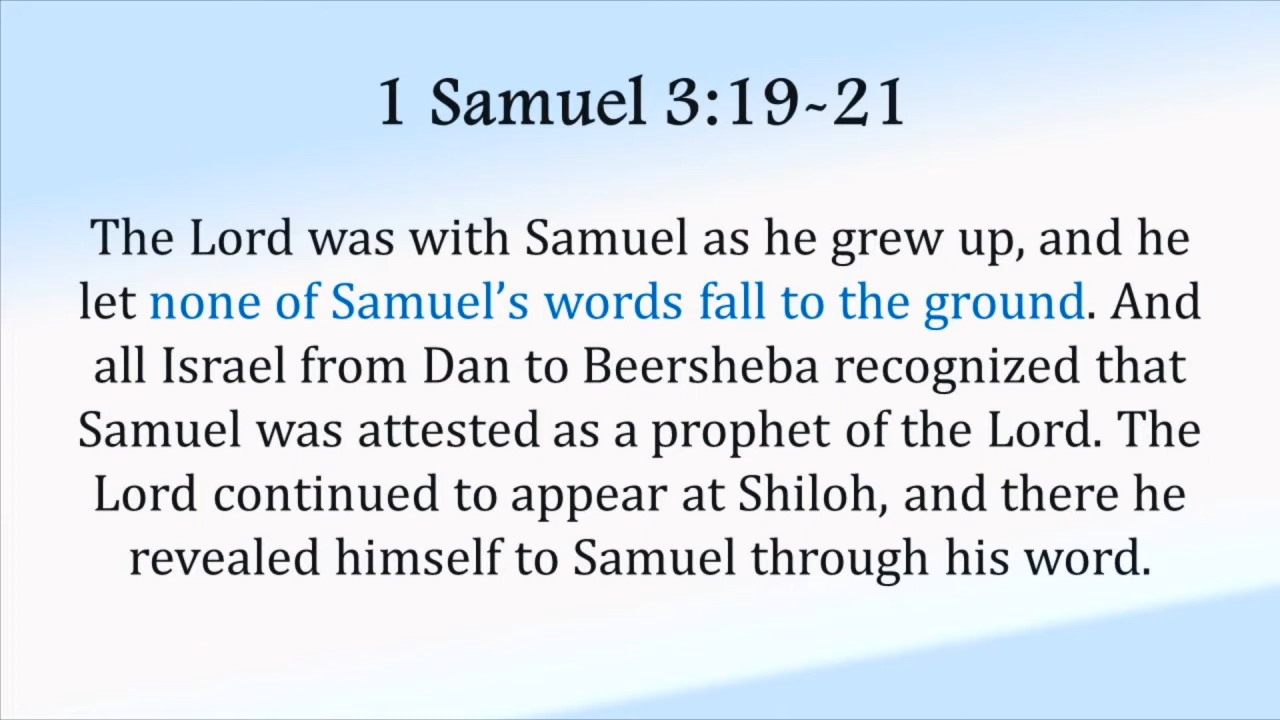 1 Samuel 3:19~21
The Lord was with Samuel as he grew up, and he
let none of Samuel’s words fall to the ground. And
all Israel from Dan to Beersheba recognized that
Samuel was attested as a prophet of the Lord. The
Lord continued to appear at Shiloh, and there he
revealed himself to Samuel through his word.